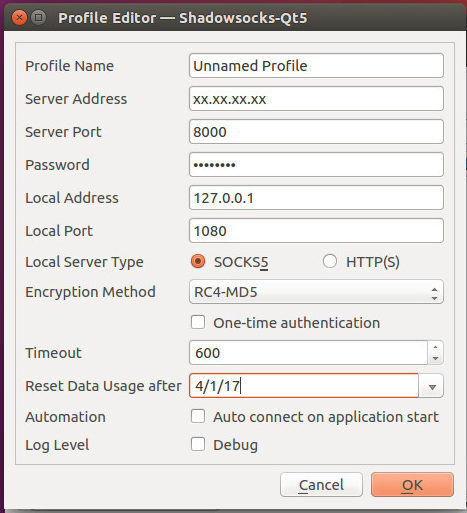 Profile Editor — Shadowsocks-Qt5
Profile Name Unnamed Profile
Server Address xx.xx.xx.xx
Server Port 8000
Password ••••••••
Local Address 127.0.0.1
Local Port 1080
Local Server Type SOCKS5 HTTP(S)
Encryption Method RC4-MD5
One-time authentication
Timeout 600
Reset Data Usage after 4/1/17
Automation Auto connect on application start
Log Level Debug
Cancel OK